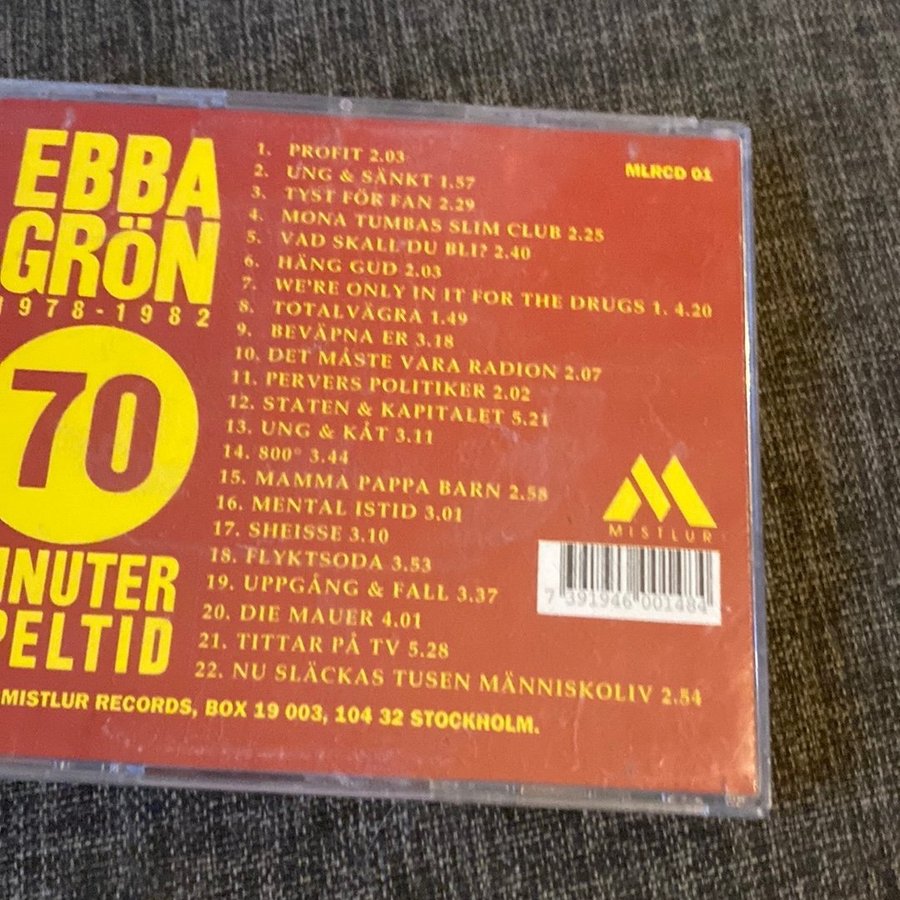 EBBA
GRÖN
1978-1982
70
INUTER
PELTID
1. PROFIT 2.03
2. UNG & SÄNKT 1.57
3. TYST FÖR FAN 2.29
4. MONA TUMBAS SLIM CLUB 2.25
5. VAD SKALL DU BLI? 2.40
6. HÄNG GUD 2.03
7. WE'RE ONLY IN IT FOR THE DRUGS 1. 4.20
8. TOTALVÄGRA 1.49
9. BEVÄPNA ER 3.18
10. DET MÅSTE VARA RADION 2.07
11. PERVERS POLITIKER 2.02
12. STATEN & KAPITALET 5.21
13. UNG & KÅT 3.11
14. 800° 3.44
15. MAMMA PAPPA BARN 2.58
16. MENTAL ISTID 3.01
17. SHEISSE 3.10
18. FLYKTSODA 3.53
19. UPPGÅNG & FALL 3.37
20. DIE MAUER 4.01
21. TITTAR PÅ TV 5.28
22. NU SLÄCKAS TUSEN MÄNNISKOLIV 2.54
MLRCD 01
MISTLUR
7 391946 001484
MISTLUR RECORDS, BOX 19 003, 104 32 STOCKHOLM.